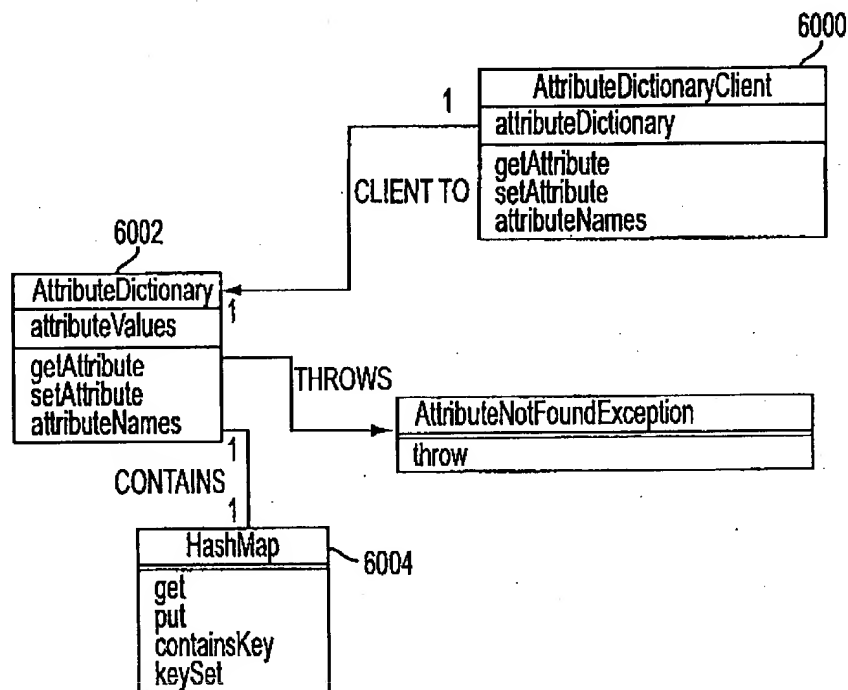 6000
AttributeDictionaryClient
attributeDictionary
getAttribute
setAttribute
attributeNames
1
CLIENT TO
6002
AttributeDictionary
attributeValues
getAttribute
setAttribute
attributeNames
1
THROWS
AttributeNotFoundException
throw
1
CONTAINS
1
HashMap
6004
get
put
containsKey
keySet